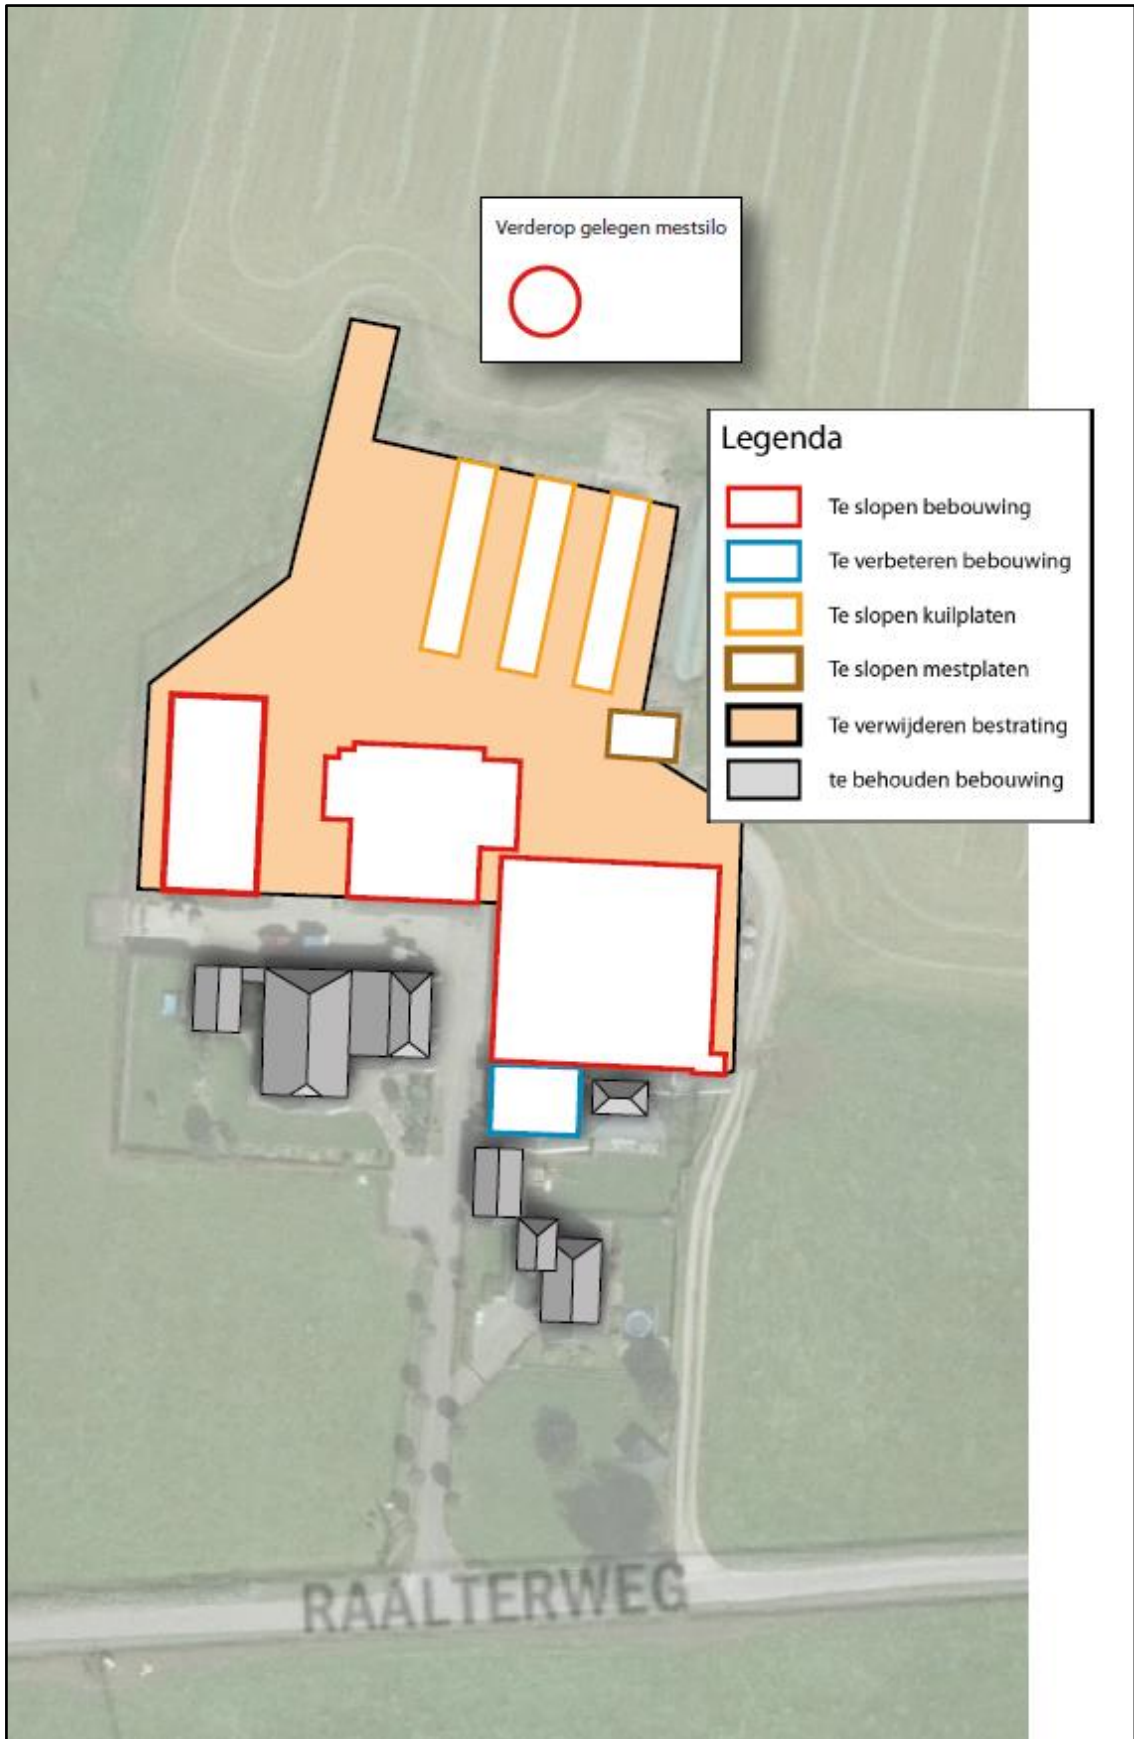 Verderop gelegen mestsilo
Legenda
Te slopen bebouwing
Te verbeteren bebouwing
Te slopen kuilplaten
Te slopen mestplaten
Te verwijderen bestrating
te behouden bebouwing
RAALTERWEG